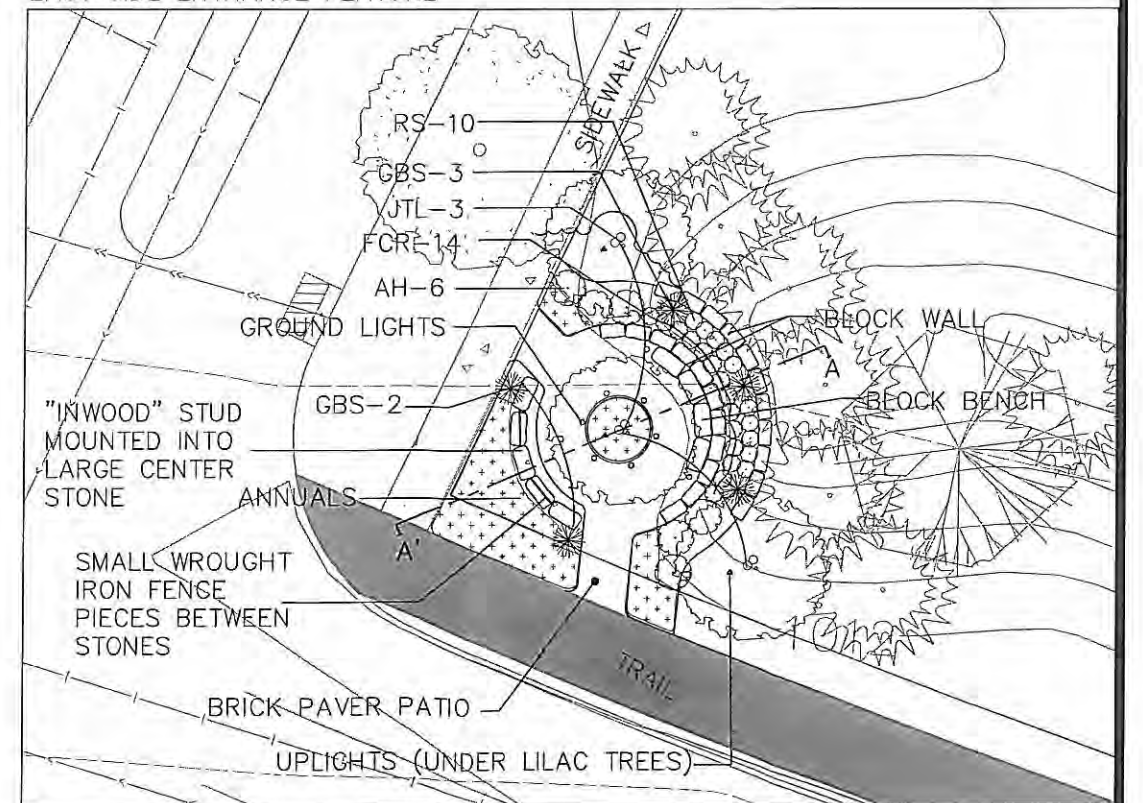 SIDEWALK
RS-10
GBS-3
JTL-3
FCRF-14
AH-6
GROUND LIGHTS
BLOCK WALL
A
BLOCK BENCH
GBS-2
"INWOOD" STUD
MOUNTED INTO
LARGE CENTER
STONE
ANNUALS
A'
SMALL WROUGHT
IRON FENCE
PIECES BETWEEN
STONES
TRAIL
BRICK PAVER PATIO
UPLIGHTS (UNDER LILAC TREES)